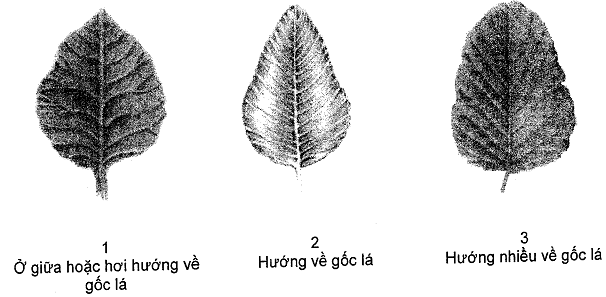 1
Ở giữa hoặc hơi hướng về
gốc lá
2
Hướng về gốc lá
3
Hướng nhiều về gốc lá